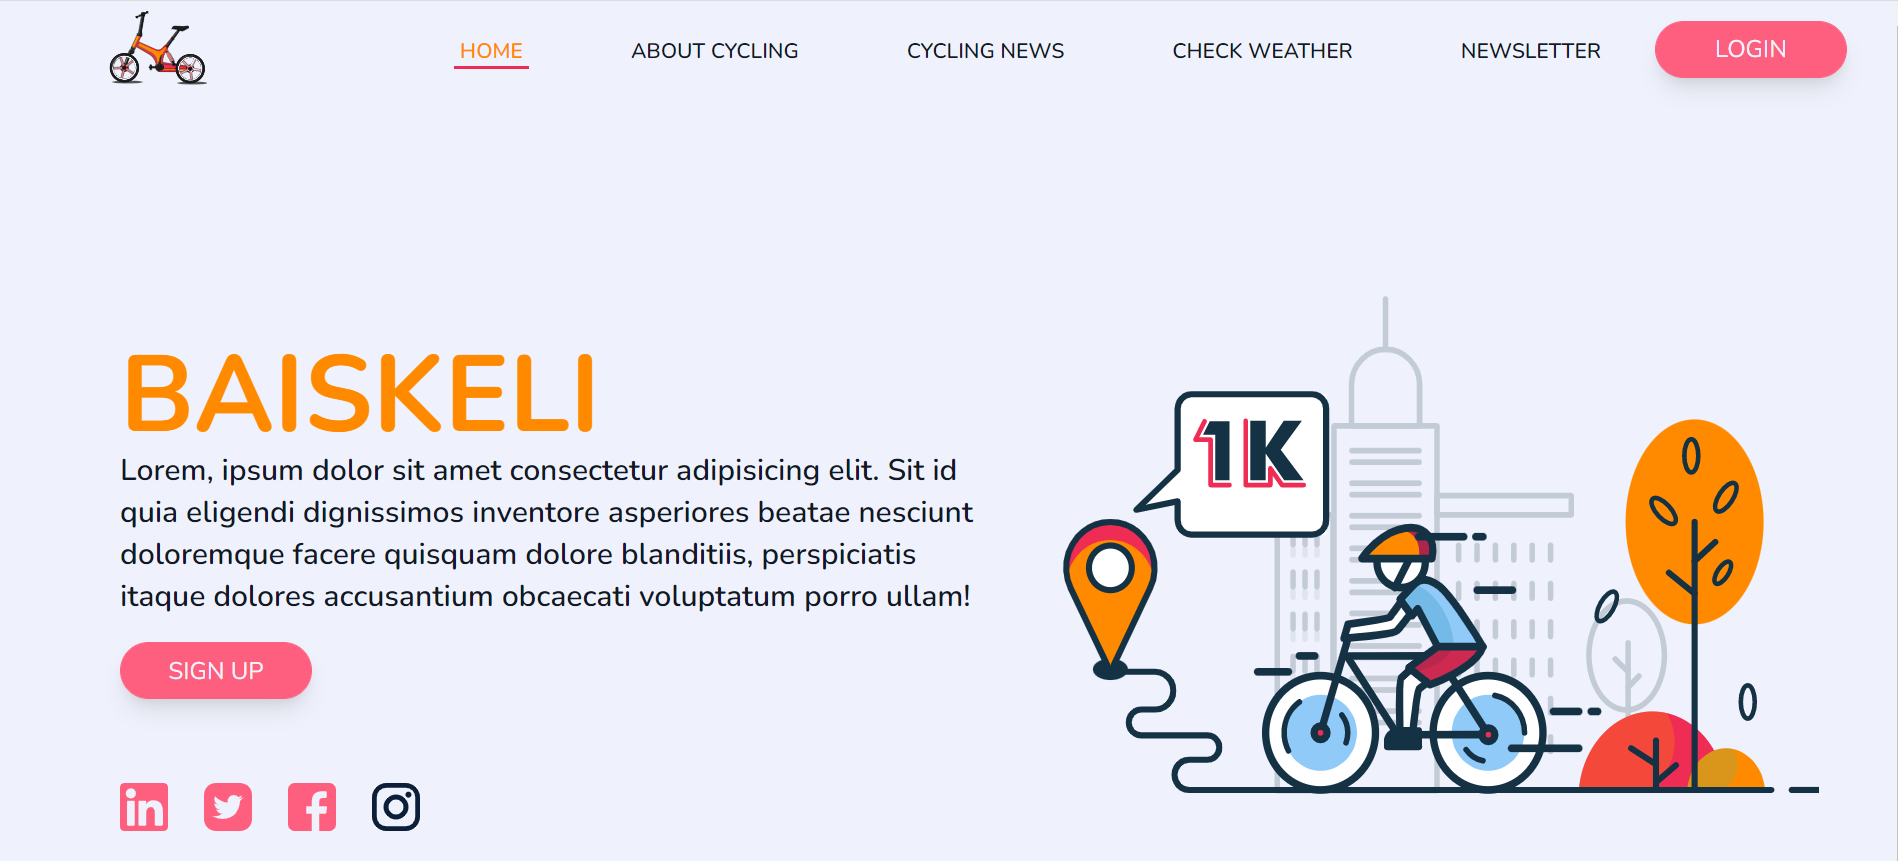 HOME ABOUT CYCLING CYCLING NEWS CHECK WEATHER NEWSLETTER LOGIN
BAISKELI
Lorem, ipsum dolor sit amet consectetur adipisicing elit. Sit id
quia eligendi dignissimos inventore asperiores beatae nesciunt
doloremque facere quisquam dolore blanditiis, perspiciatis
itaque dolores accusantium obcaecati voluptatum porro ullam!
SIGN UP
1K